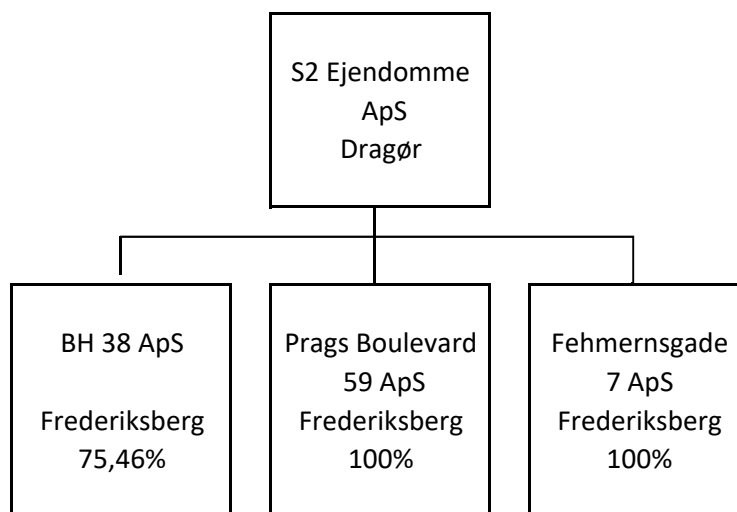 S2 Ejendomme
ApS
Dragør
BH 38 ApS
Frederiksberg
75,46%
Prags Boulevard
59 ApS
Frederiksberg
100%
Fehmernsgade
7 ApS
Frederiksberg
100%